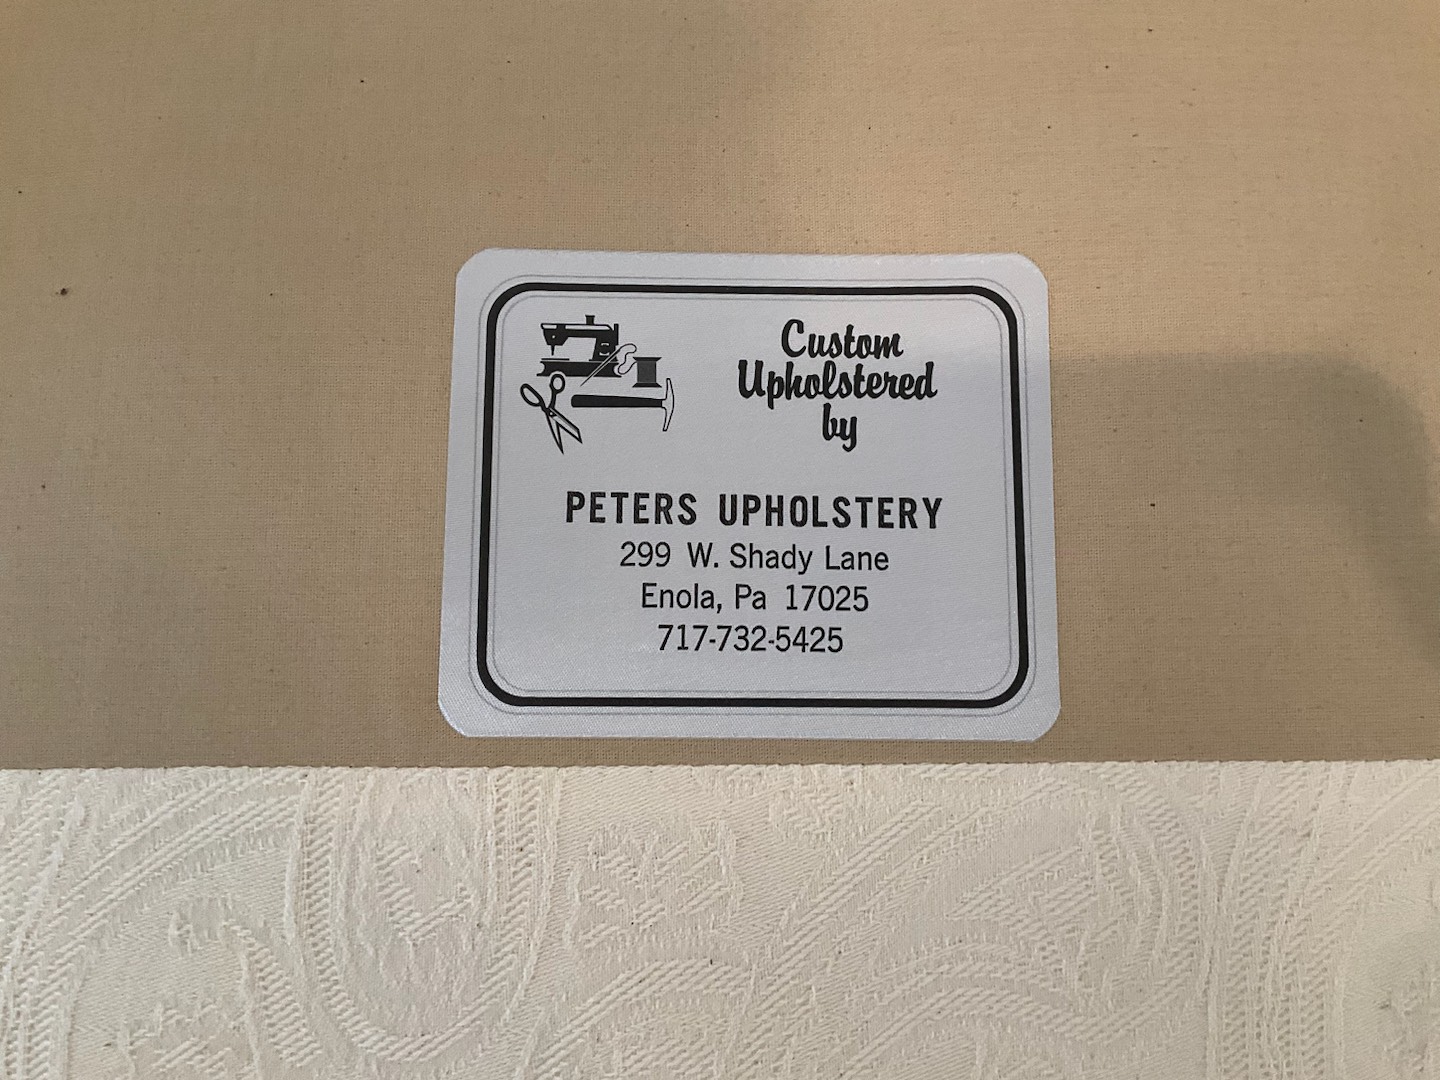 Custom
Upholstered
by
PETERS UPHOLSTERY
299 W. Shady Lane
Enola, Pa 17025
717-732-5425